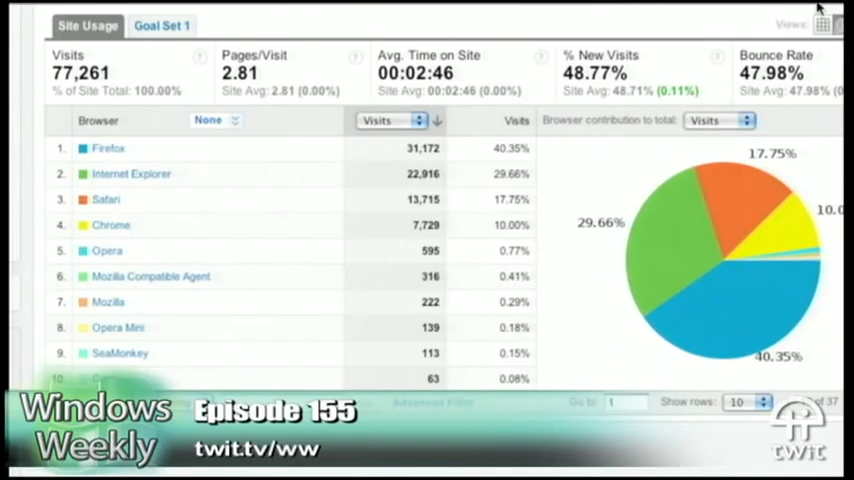 Site Usage Goal Set 1 Views:
Visits Pages/Visit Avg. Time on Site % New Visits Bounce Rate
77,261 2.81 00:02:46 48.77% 47.98%
% of Site Total: 100.00% Site Avg: 2.81 (0.00%) Site Avg: 00:02:46 (0.00%) Site Avg: 48.71% (0.11%) Site Avg: 47.98% (0
Browser None Visits Visits Browser contribution to total: Visits
1. Firefox 31,172 40.35%
2. Internet Explorer 22,916 29.66%
3. Safari 13,715 17.75%
4. Chrome 7,729 10.00%
5. Opera 595 0.77%
6. Mozilla Compatible Agent 316 0.41%
7. Mozilla 222 0.29%
8. Opera Mini 139 0.18%
9. SeaMonkey 113 0.15%
10. 63 0.08%
17.75%
10.0
29.66%
40.35%
Advanced Filter Go to: 1 Show rows: 10 of 37
Windows Weekly
Episode 155
twit.tv/ww
twit